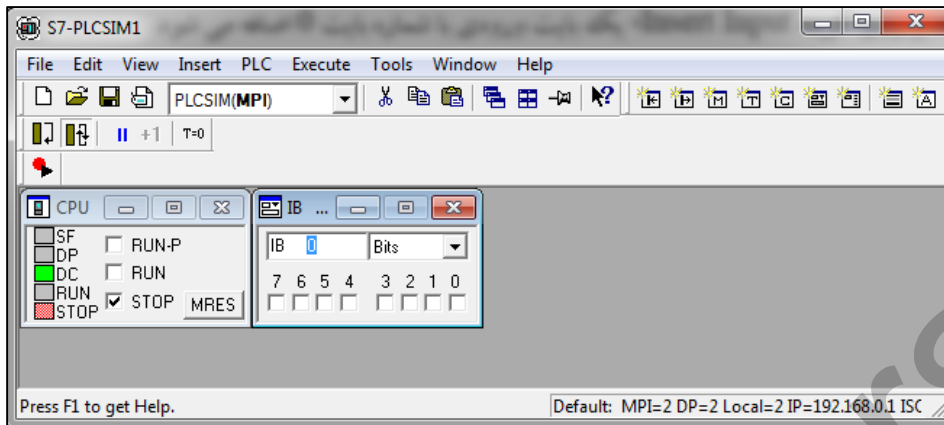 S7-PLCSIM1
File Edit View Insert PLC Execute Tools Window Help
PLCSIM(MPI)
+1 T=0
CPU
IB ...
SF
DP
DC
RUN
STOP
RUN-P
RUN
STOP
MRES
IB 0 Bits
7 6 5 4 3 2 1 0
Press F1 to get Help.
Default: MPI=2 DP=2 Local=2 IP=192.168.0.1 ISC